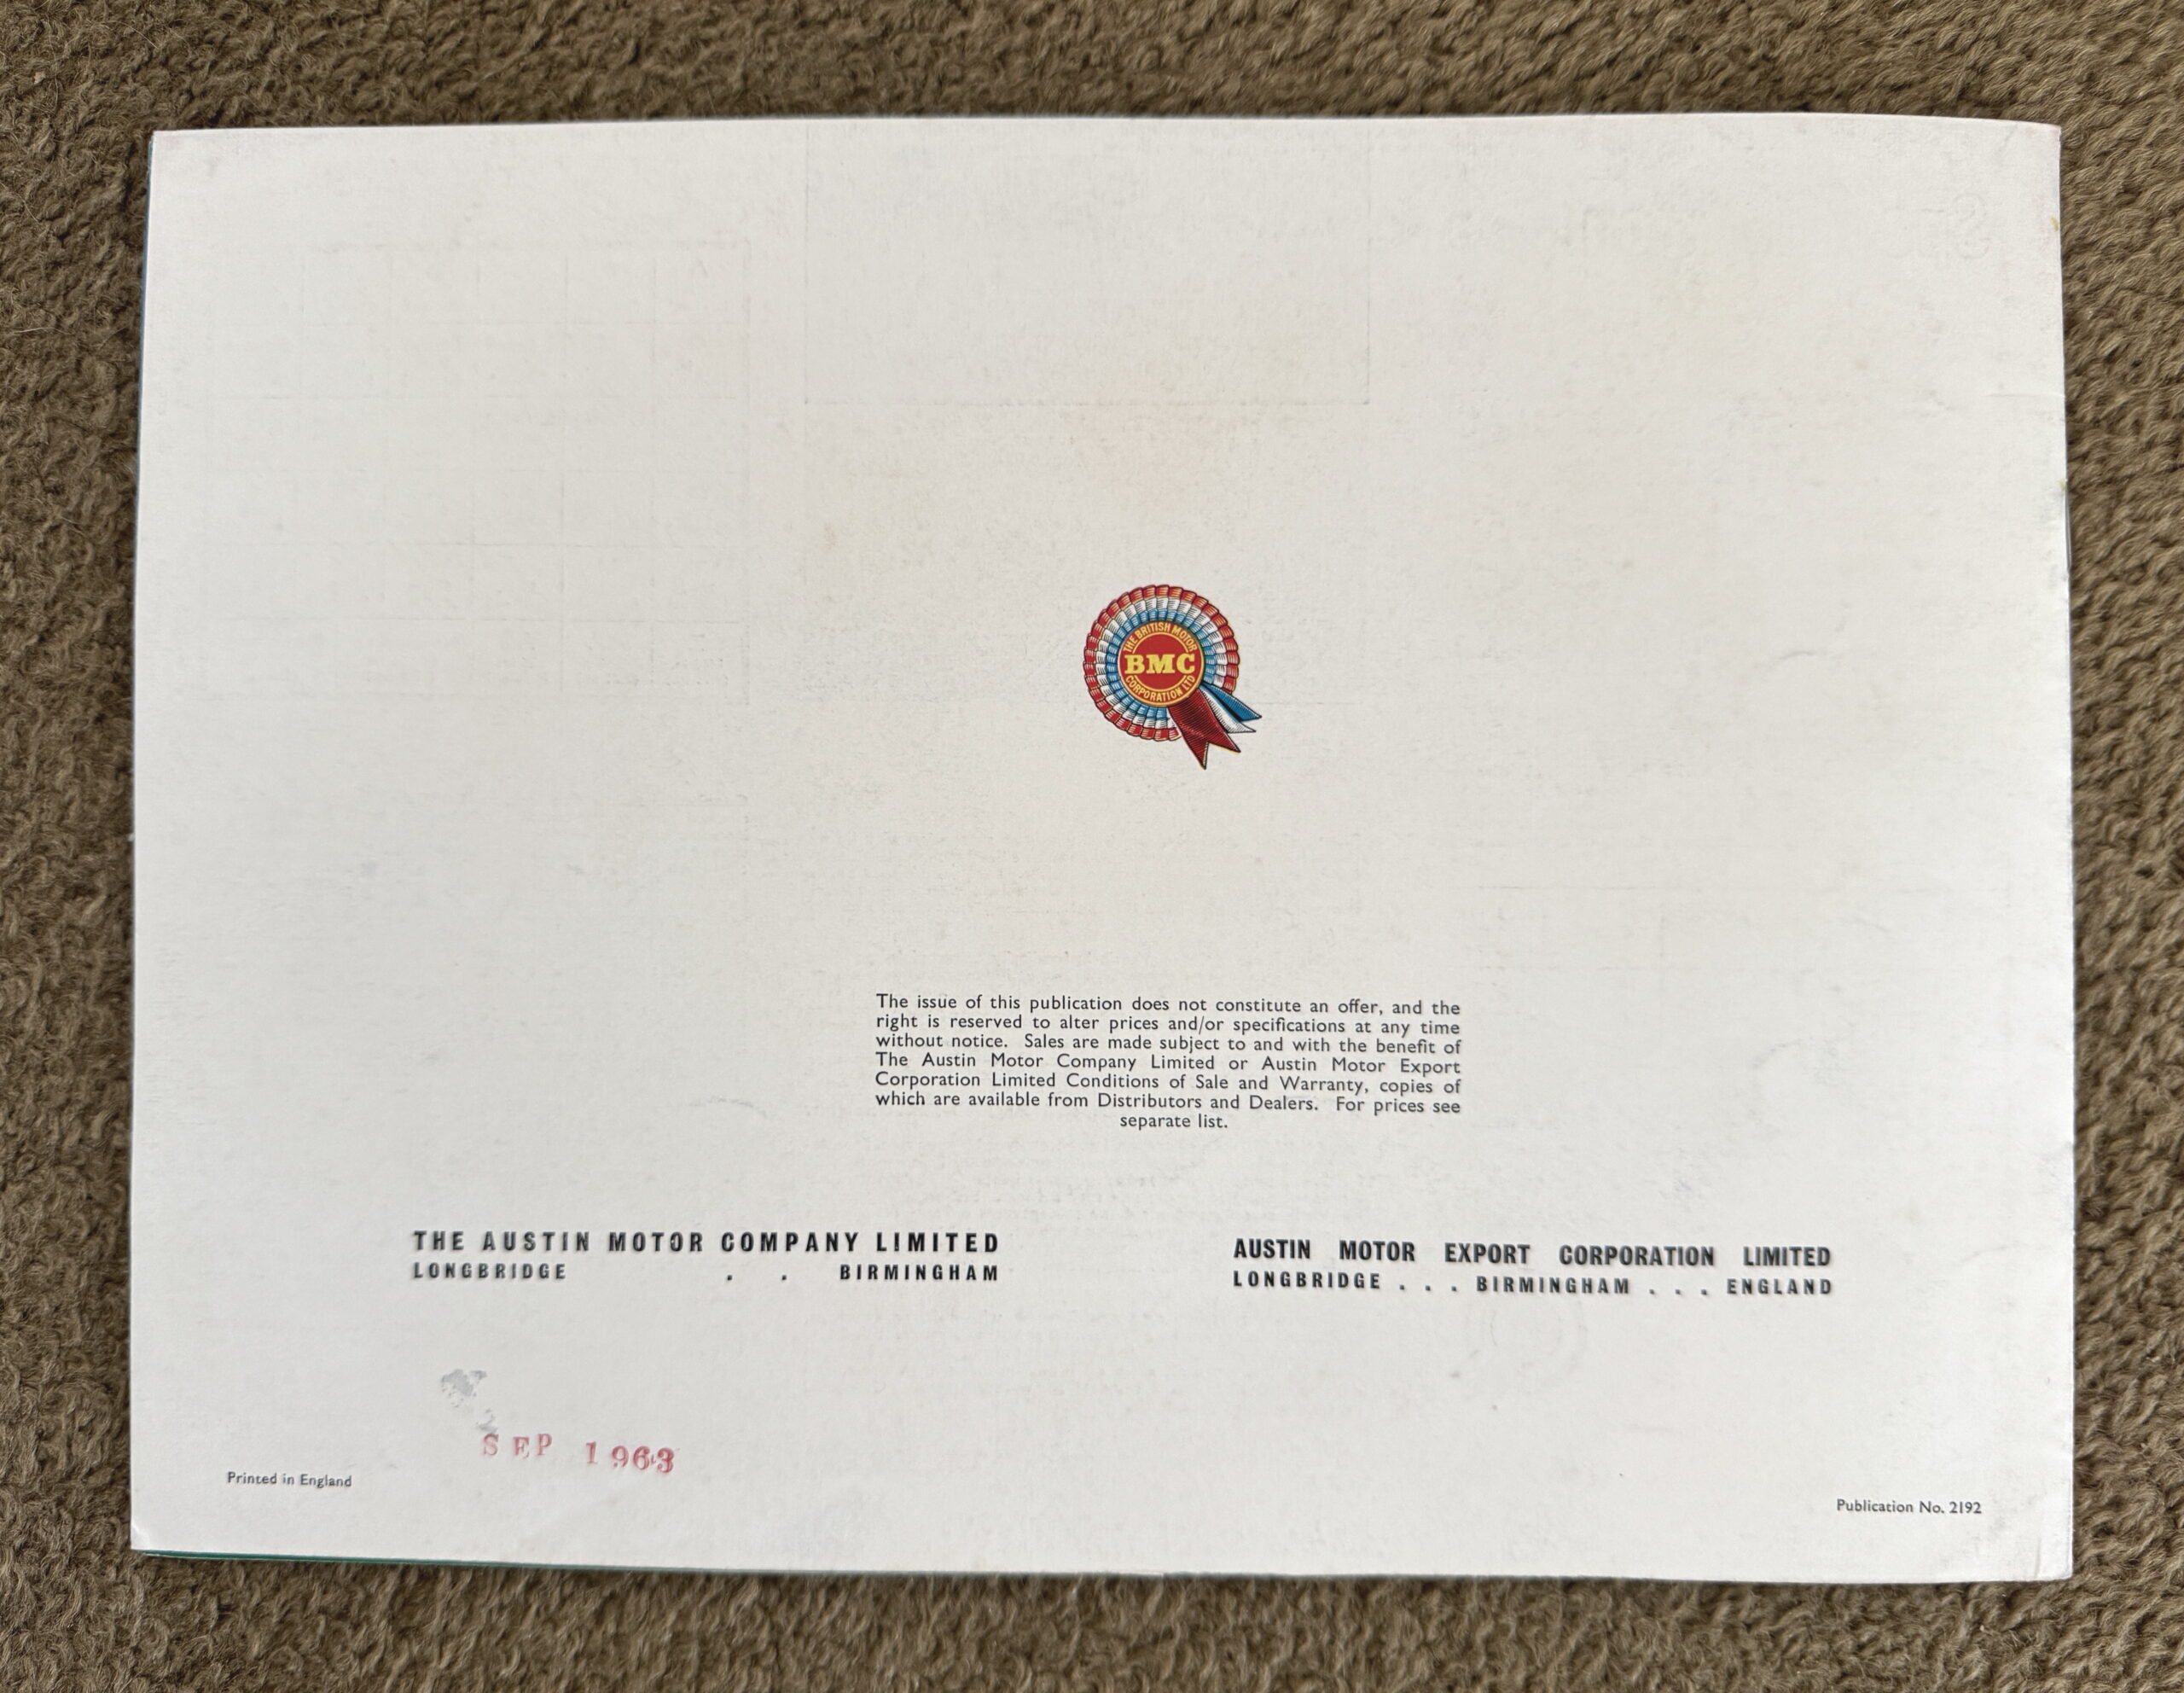 THE BRITISH MOTOR
BMC
CORPORATION LTD
The issue of this publication does not constitute an offer, and the
right is reserved to alter prices and/or specifications at any time
without notice. Sales are made subject to and with the benefit of
The Austin Motor Company Limited or Austin Motor Export
Corporation Limited Conditions of Sale and Warranty, copies of
which are available from Distributors and Dealers. For prices see
separate list.
THE AUSTIN MOTOR COMPANY LIMITED
LONGBRIDGE . . BIRMINGHAM
AUSTIN MOTOR EXPORT CORPORATION LIMITED
LONGBRIDGE . . . BIRMINGHAM . . . ENGLAND
SEP 1963
Printed in England
Publication No. 2192